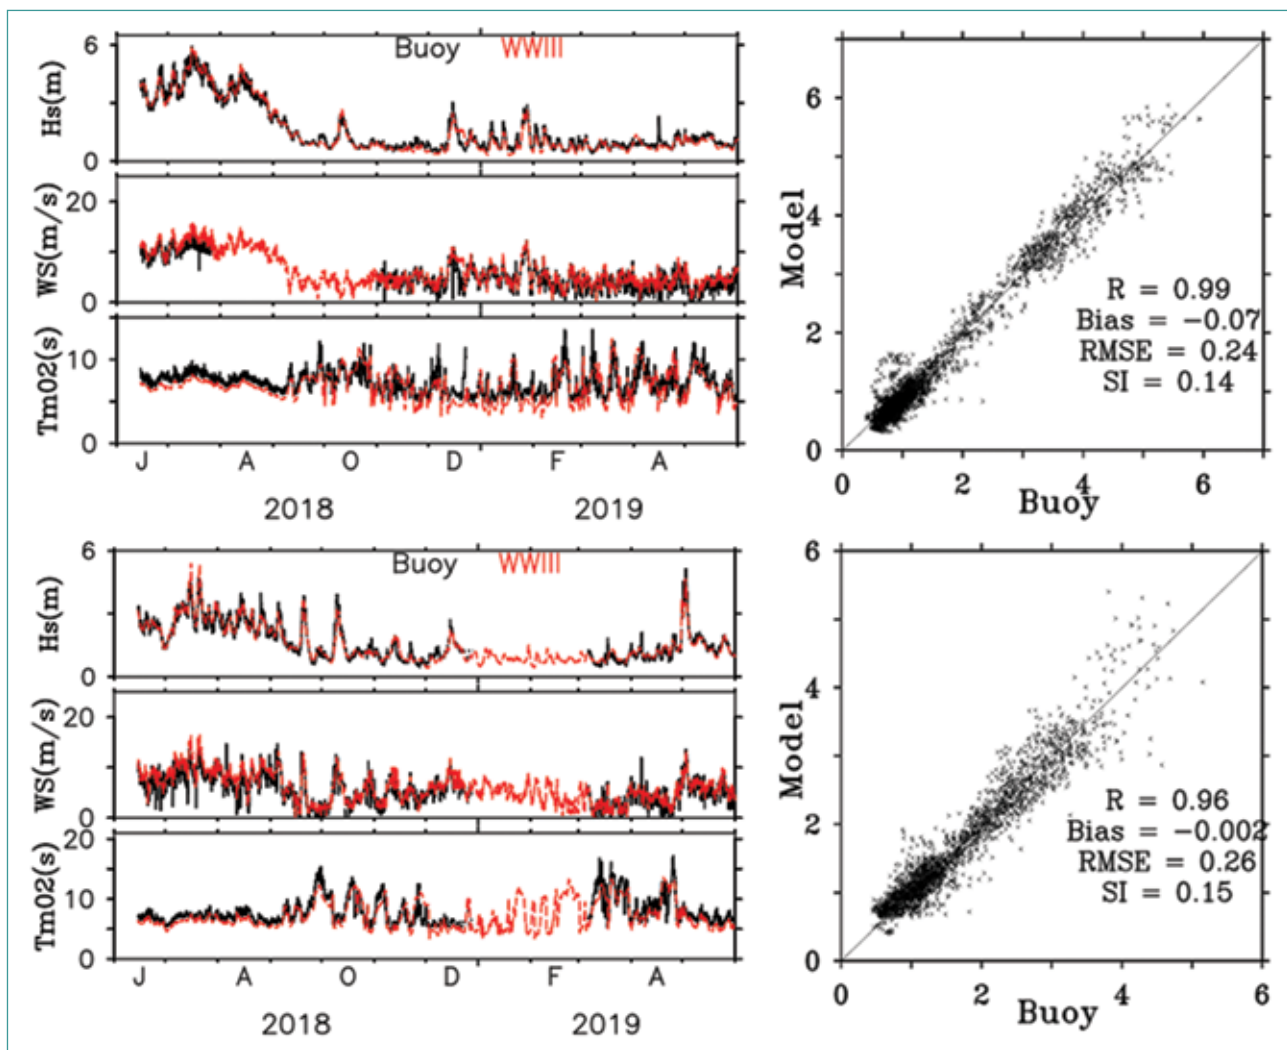 Buoy WWIII
Hs(m)
6
0
WS(m/s)
20
0
Tm02(s)
10
0
J A O D F A
2018 2019
Model
6
4
2
0
R = 0.99
Bias = −0.07
RMSE = 0.24
SI = 0.14
0 2 4 6
Buoy
Buoy WWIII
Hs(m)
6
0
WS(m/s)
20
0
Tm02(s)
20
10
0
J A O D F A
2018 2019
Model
6
4
2
0
R = 0.96
Bias = −0.002
RMSE = 0.26
SI = 0.15
0 2 4 6
Buoy